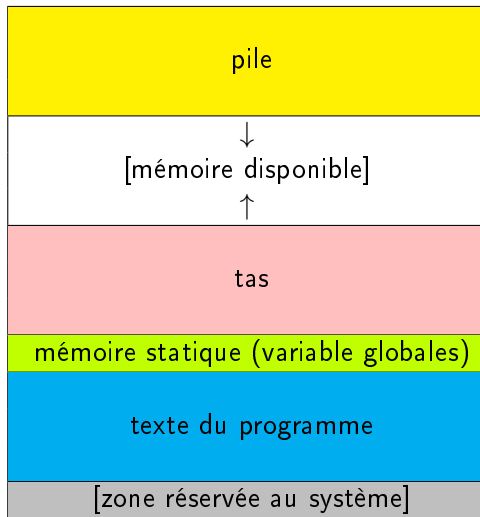 pile
↓
[mémoire disponible]
↑
tas
mémoire statique (variable globales)
texte du programme
[zone réservée au système]